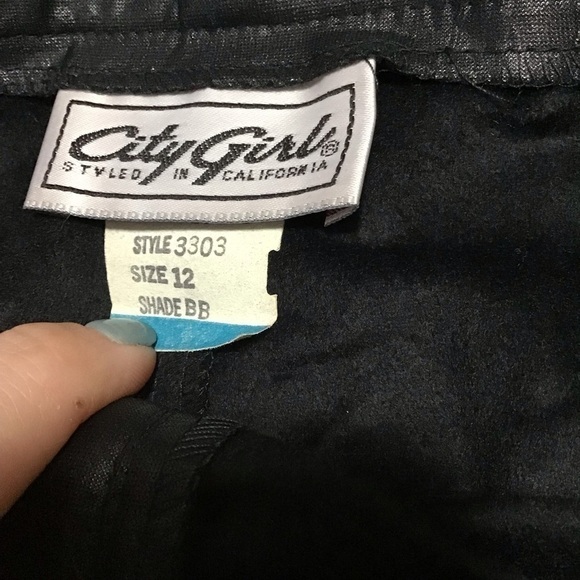 City Girl®
STYLED IN CALIFORNIA
STYLE 3303
SIZE 12
SHADE BB